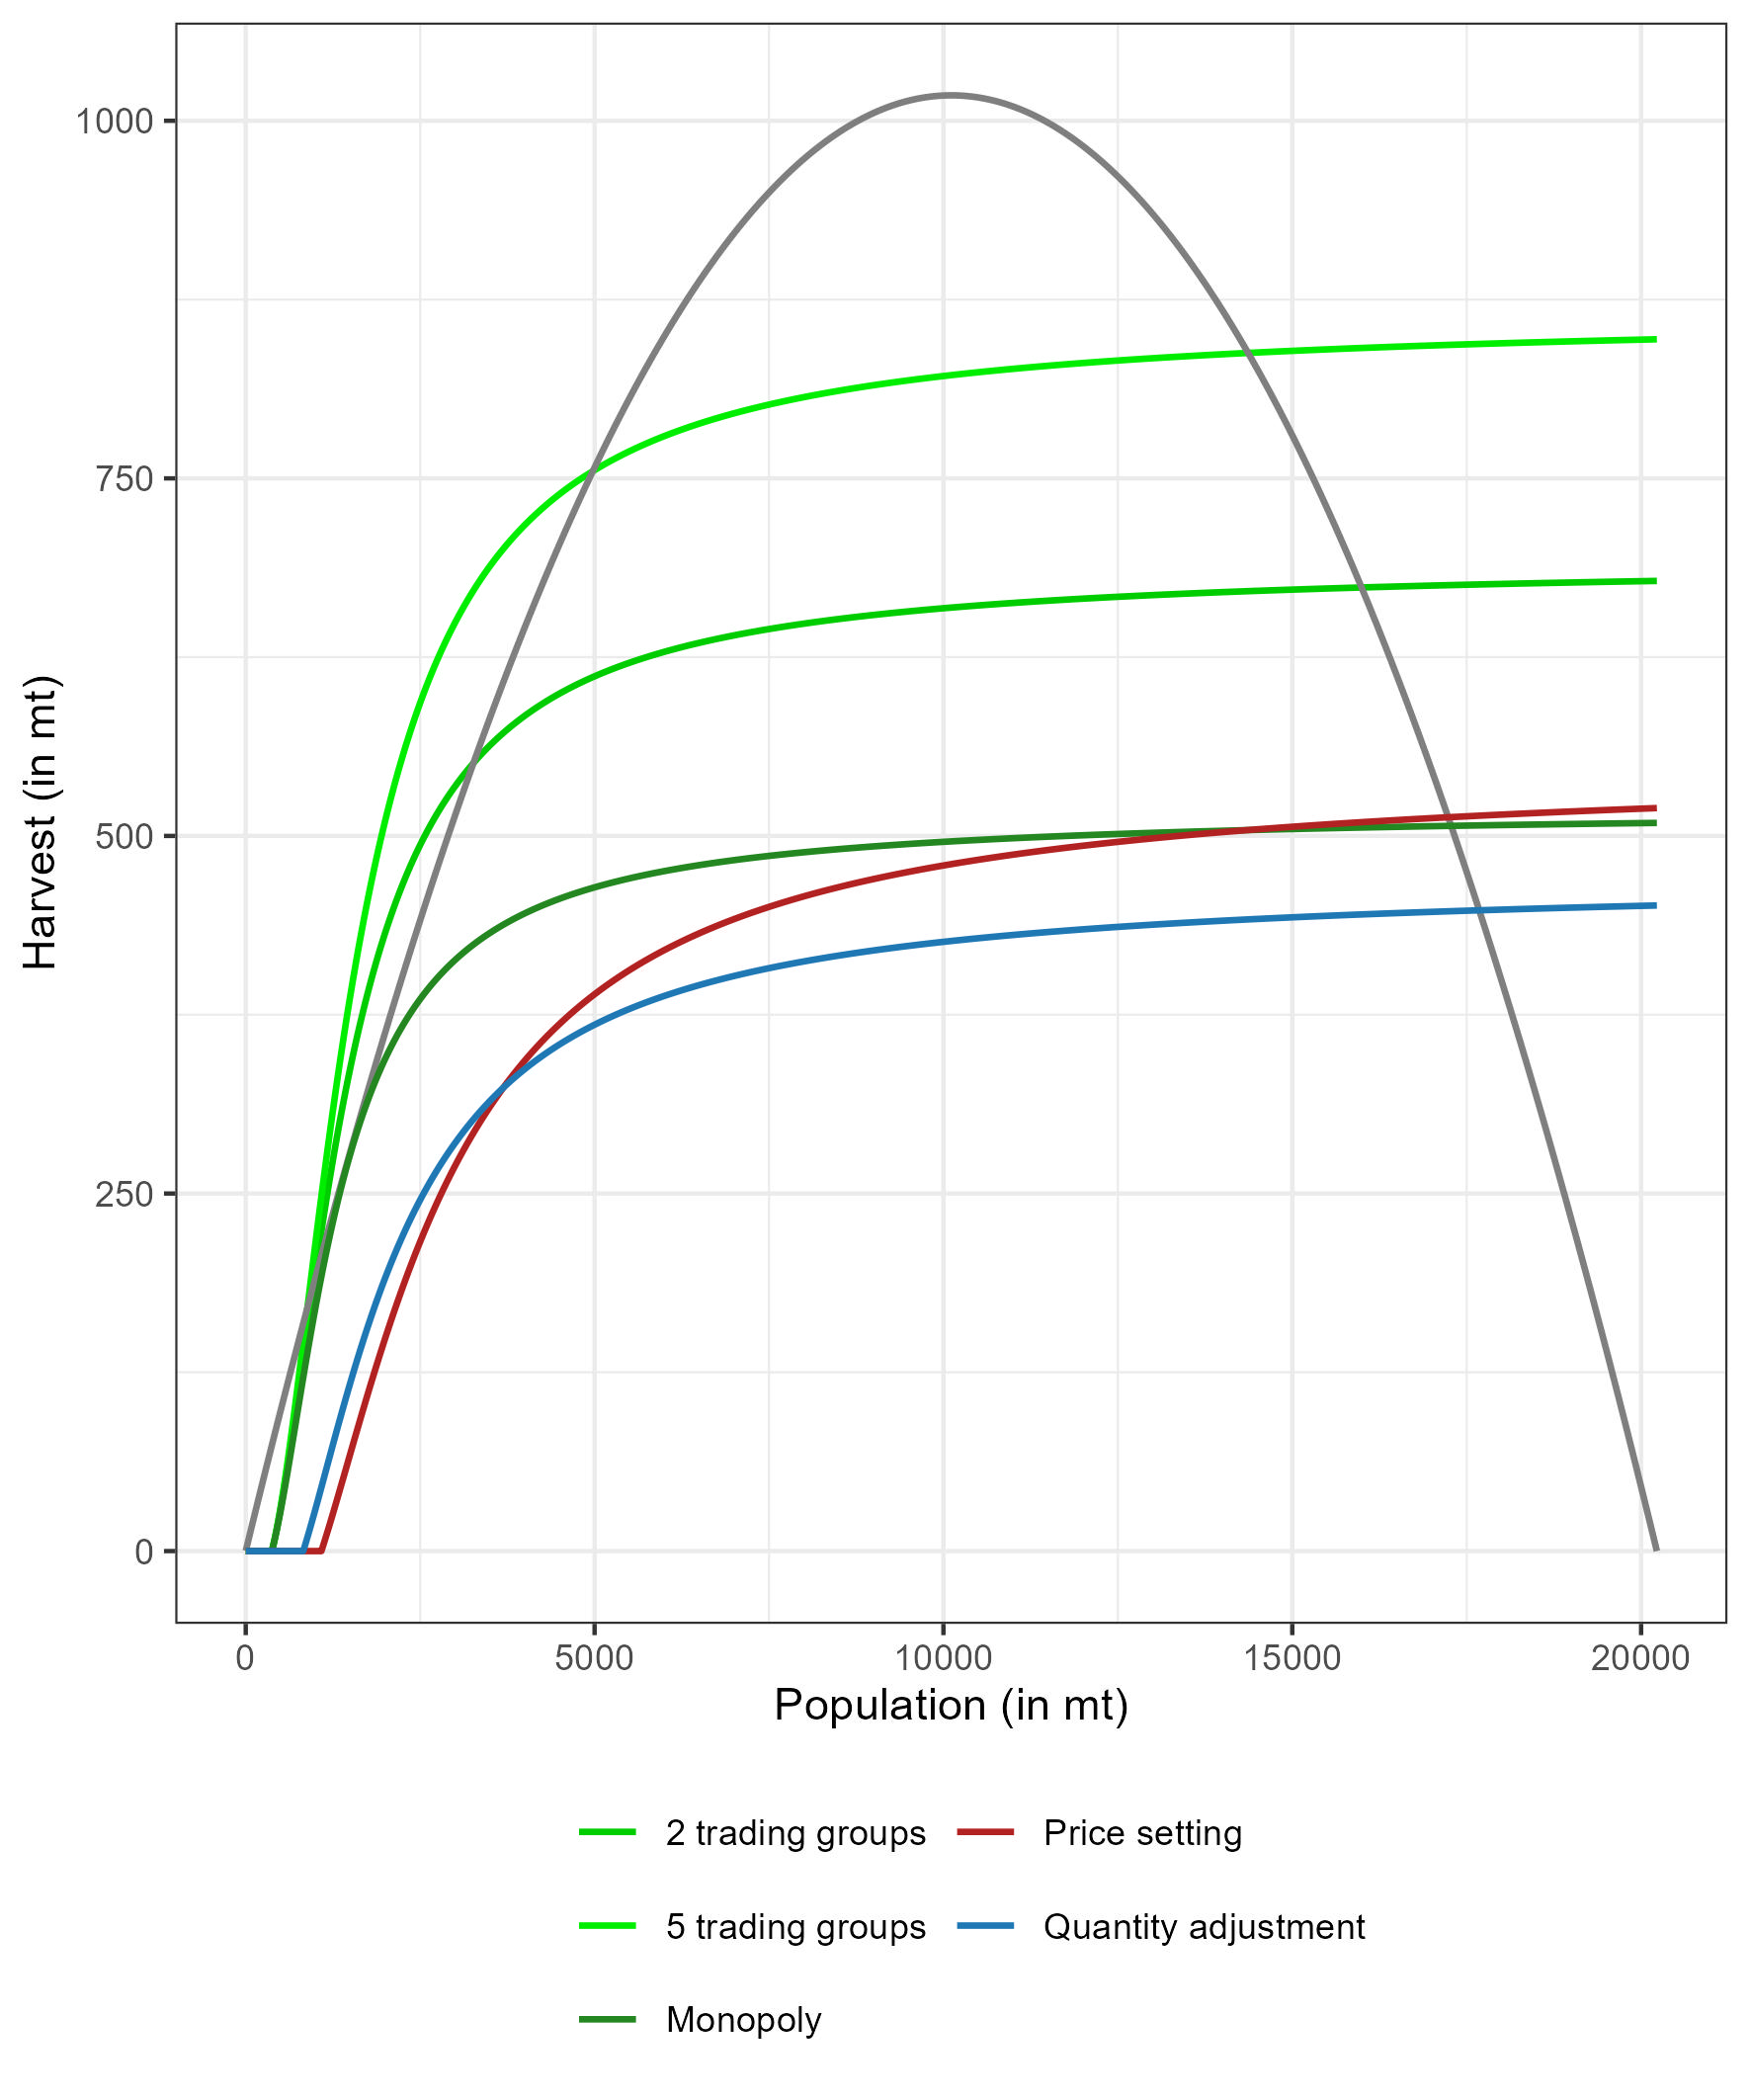 1000
750
500
250
0
Harvest (in mt)
0 5000 10000 15000 20000
Population (in mt)
2 trading groups Price setting
5 trading groups Quantity adjustment
Monopoly